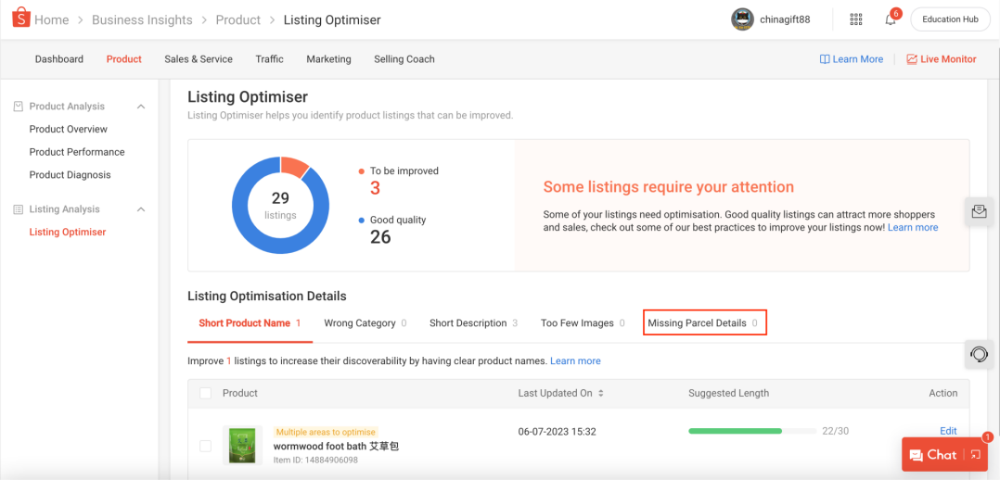 Home > Business Insights > Product > Listing Optimiser
chinagift88
6
Education Hub
Dashboard Product Sales & Service Traffic Marketing Selling Coach
Learn More Live Monitor
Product Analysis
Product Overview
Product Performance
Product Diagnosis
Listing Analysis
Listing Optimiser
Listing Optimiser
Listing Optimiser helps you identify product listings that can be improved.
29
listings
To be improved
3
Good quality
26
Some listings require your attention
Some of your listings need optimisation. Good quality listings can attract more shoppers
and sales, check out some of our best practices to improve your listings now! Learn more
Listing Optimisation Details
Short Product Name 1 Wrong Category 0 Short Description 3 Too Few Images 0 Missing Parcel Details 0
Improve 1 listings to increase their discoverability by having clear product names. Learn more
Product Last Updated On Suggested Length Action
Multiple areas to optimise
wormwood foot bath 艾草包
Item ID: 14884906098
06-07-2023 15:32
22/30
Edit
Chat
1